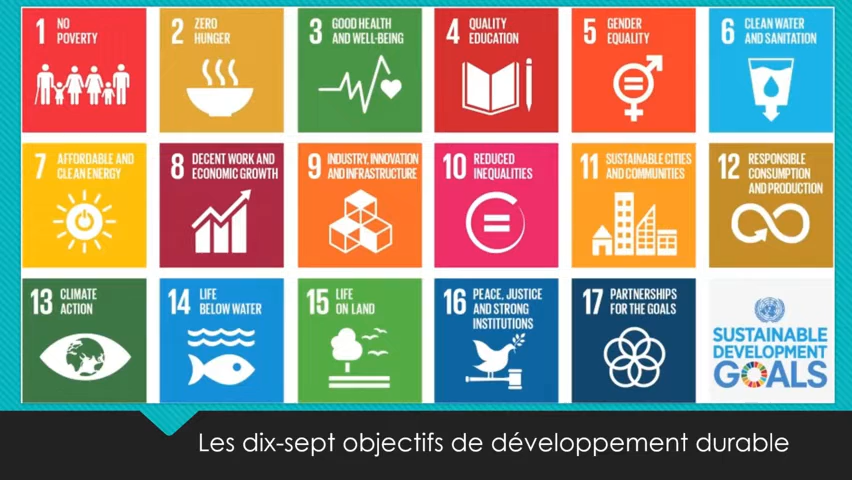 1 NO
POVERTY
2 ZERO
HUNGER
3 GOOD HEALTH
AND WELL-BEING
4 QUALITY
EDUCATION
5 GENDER
EQUALITY
6 CLEAN WATER
AND SANITATION
7 AFFORDABLE AND
CLEAN ENERGY
8 DECENT WORK AND
ECONOMIC GROWTH
9 INDUSTRY, INNOVATION
AND INFRASTRUCTURE
10 REDUCED
INEQUALITIES
11 SUSTAINABLE CITIES
AND COMMUNITIES
12 RESPONSIBLE
CONSUMPTION
AND PRODUCTION
13 CLIMATE
ACTION
14 LIFE
BELOW WATER
15 LIFE
ON LAND
16 PEACE, JUSTICE
AND STRONG
INSTITUTIONS
17 PARTNERSHIPS
FOR THE GOALS
SUSTAINABLE
DEVELOPMENT
GOALS
Les dix-sept objectifs de développement durable